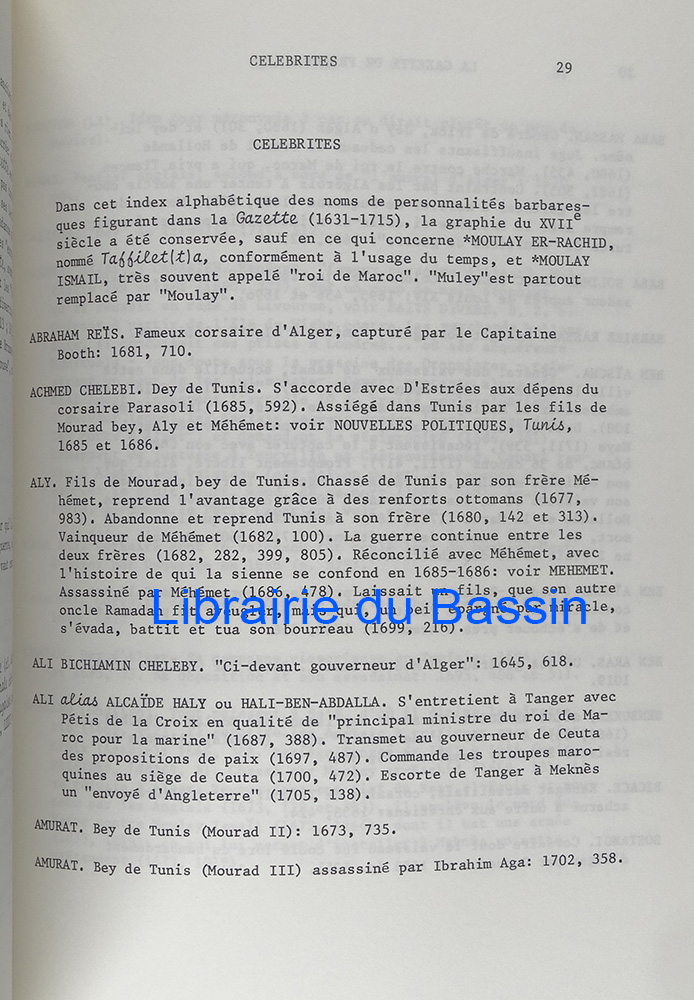 CELEBRITES 29
CELEBRITES
Dans cet index alphabétique des noms de personnalités barbares-
ques figurant dans la Gazette (1631-1715), la graphie du XVIIe
siècle a été conservée, sauf en ce qui concerne *MOULAY ER-RACHID,
nommé Taffilet(t)a, conformément à l'usage du temps, et *MOULAY
ISMAIL, très souvent appelé "roi de Maroc". "Muley"est partout
remplacé par "Moulay".
ABRAHAM REÏS. Fameux corsaire d'Alger, capturé par le Capitaine
Booth: 1681, 710.
ACHMED CHELEBI. Dey de Tunis. S'accorde avec D'Estrées aux dépens du
corsaire Parasoli (1685, 592). Assiégé dans Tunis par les fils de
Mourad bey, Aly et Méhémet: voir NOUVELLES POLITIQUES, Tunis,
1685 et 1686.
ALY. Fils de Mourad, bey de Tunis. Chassé de Tunis par son frère Mé-
hémet, reprend l'avantage grâce à des renforts ottomans (1677,
983). Abandonne et reprend Tunis à son frère (1680, 142 et 313).
Vainqueur de Méhémet (1682, 100). La guerre continue entre les
deux frères (1682, 282, 399, 805). Réconcilié avec Méhémet, avec
l'histoire de qui la sienne se confond en 1685-1686: voir MEHEMET.
Assassiné par Méhémet (1686, 478). Laissait un fils, que son autre
oncle Ramadan fit aveugler, mais qui, un œil épargné par miracle,
s'évada, battit et tua son bourreau (1699, 216).
Librairie du Bassin
ALI BICHIAMIN CHELEBY. "Ci-devant gouverneur d'Alger": 1645, 618.
ALI alias ALCAÏDE HALY ou HALI-BEN-ABDALLA. S'entretient à Tanger avec
Pétis de la Croix en qualité de "principal ministre du roi de Ma-
roc pour la marine" (1687, 388). Transmet au gouverneur de Ceuta
des propositions de paix (1697, 487). Commande les troupes maro-
quines au siège de Ceuta (1700, 472). Escorte de Tanger à Meknès
un "envoyé d'Angleterre" (1705, 138).
AMURAT. Bey de Tunis (Mourad II): 1673, 735.
AMURAT. Bey de Tunis (Mourad III) assassiné par Ibrahim Aga: 1702, 358.